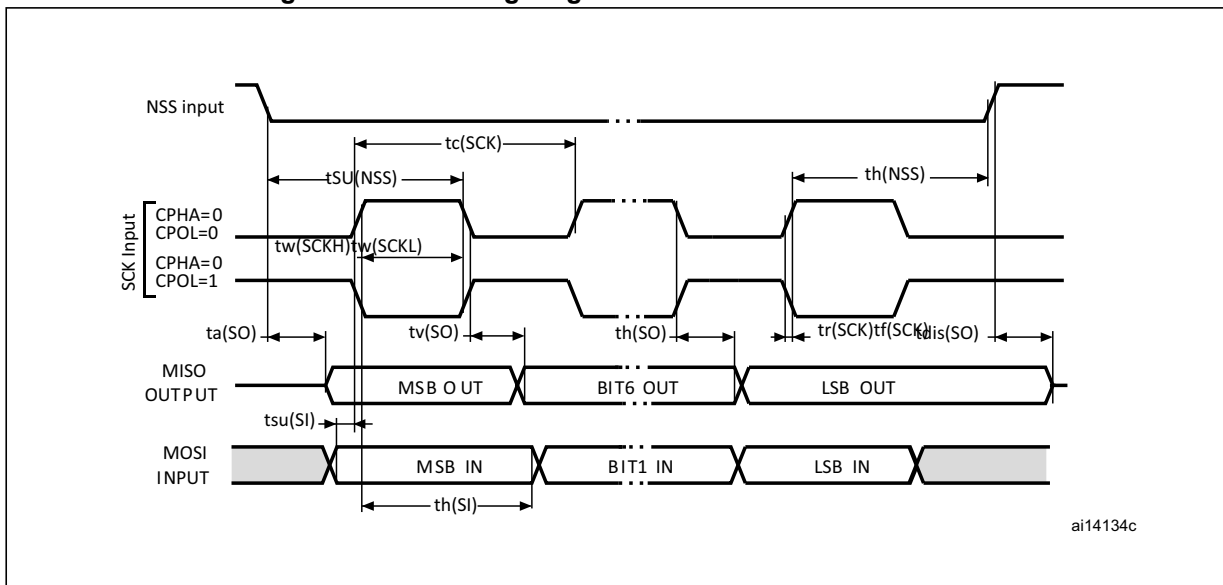 NSS input
tc(SCK)
tSU(NSS)
th(NSS)
SCK Input
CPHA=0
CPOL=0
tw(SCKH)
tw(SCKL)
CPHA=0
CPOL=1
ta(SO)
tv(SO)
th(SO)
tr(SCK)
tf(SCK)
tdis(SO)
MISO
OUTPUT
MSB OUT
BIT6 OUT
LSB OUT
tsu(SI)
MOSI
INPUT
MSB IN
BIT1 IN
LSB IN
th(SI)
ai14134c